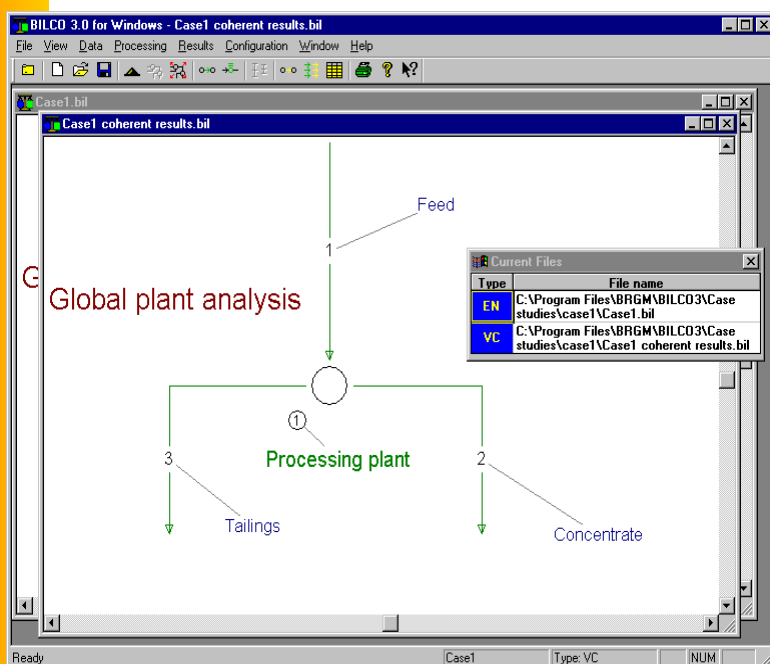 BILCO 3.0 for Windows - Case1 coherent results.bil
File View Data Processing Results Configuration Window Help
Case1.bil
Case1 coherent results.bil
Feed
1
G
Global plant analysis
Current Files
Type File name
EN C:\Program Files\BRGM\BILCO3\Case
studies\case1\Case1.bil
VC C:\Program Files\BRGM\BILCO3\Case
studies\case1\Case1 coherent results.bil
1
3 Processing plant 2
Tailings
Concentrate
Ready Case1 Type: VC NUM